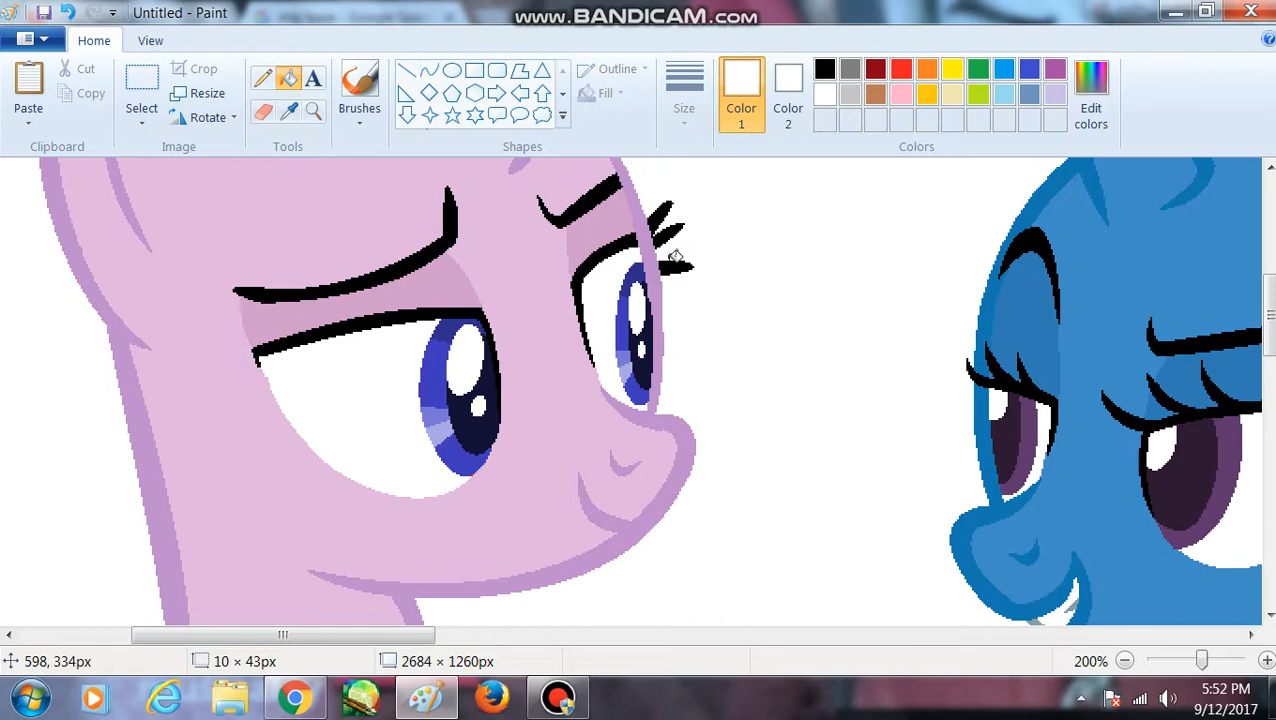 Untitled - Paint
www.BANDICAM.com
Home
View
Paste
Cut
Copy
Clipboard
Select
Crop
Resize
Rotate
Image
A
Tools
Brushes
Outline
Fill
Shapes
Size
Color 1
Color 2
Edit colors
Colors
598, 334px
10 × 43px
2684 × 1260px
200%
5:52 PM
9/12/2017